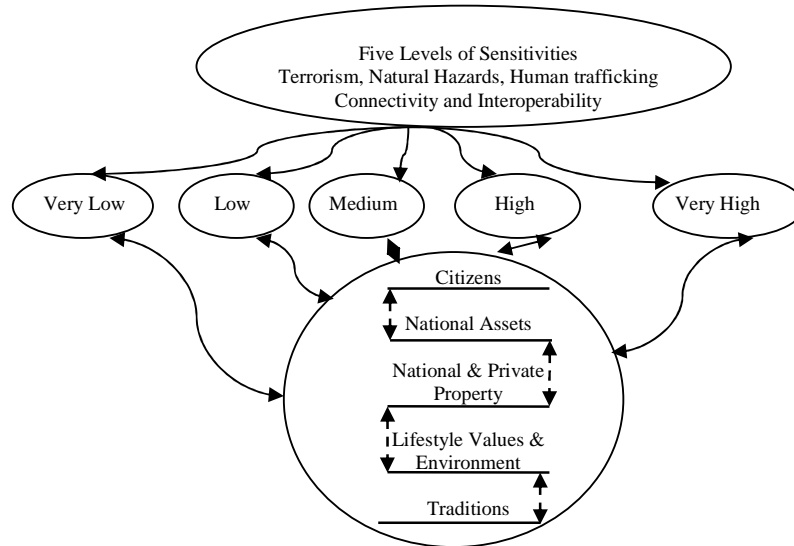 Five Levels of Sensitivities
Terrorism, Natural Hazards, Human trafficking
Connectivity and Interoperability
Very Low
Low
Medium
High
Very High
Citizens
National Assets
National & Private
Property
Lifestyle Values &
Environment
Traditions